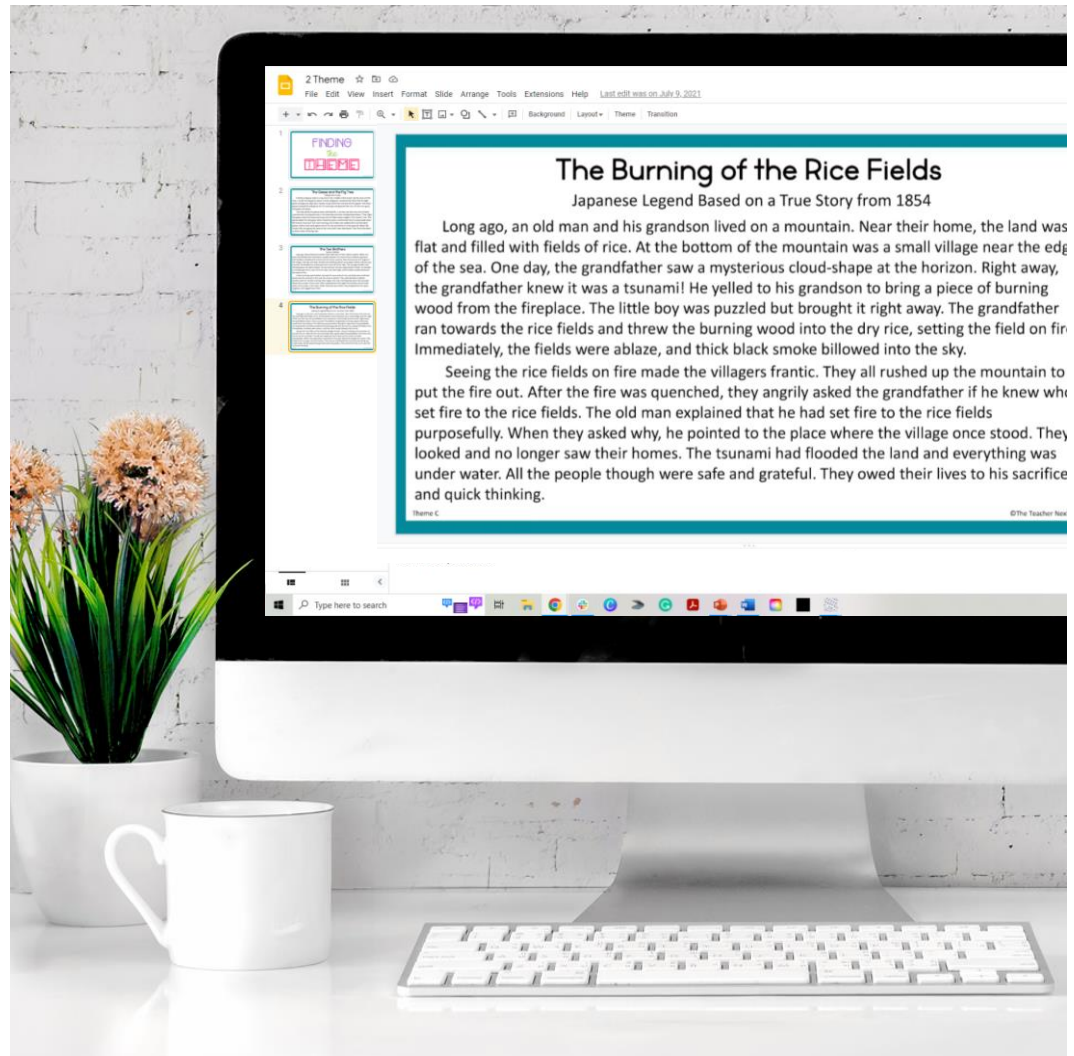 2 Theme
File Edit View Insert Format Slide Arrange Tools Extensions Help Last edit was on July 9, 2021
Background Layout Theme Transition
1
FINDING
the
THEME
2
3
4
The Burning of the Rice Fields
Japanese Legend Based on a True Story from 1854
Long ago, an old man and his grandson lived on a mountain. Near their home, the land was
flat and filled with fields of rice. At the bottom of the mountain was a small village near the edg
of the sea. One day, the grandfather saw a mysterious cloud-shape at the horizon. Right away,
the grandfather knew it was a tsunami! He yelled to his grandson to bring a piece of burning
wood from the fireplace. The little boy was puzzled but brought it right away. The grandfather
ran towards the rice fields and threw the burning wood into the dry rice, setting the field on fire
Immediately, the fields were ablaze, and thick black smoke billowed into the sky.
Seeing the rice fields on fire made the villagers frantic. They all rushed up the mountain to
put the fire out. After the fire was quenched, they angrily asked the grandfather if he knew who
set fire to the rice fields. The old man explained that he had set fire to the rice fields
purposefully. When they asked why, he pointed to the place where the village once stood. They
looked and no longer saw their homes. The tsunami had flooded the land and everything was
under water. All the people though were safe and grateful. They owed their lives to his sacrifice
and quick thinking.
Theme C ©The Teacher Nex
Type here to search